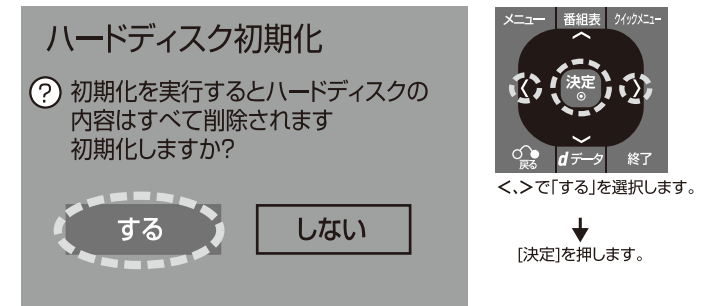 ハードディスク初期化
? 初期化を実行するとハードディスクの
内容はすべて削除されます
初期化しますか?
する
しない
メニュー
番組表
クイックメニュー
決定
戻る
dデータ
終了
<、>で「する」を選択します。
[決定]を押します。